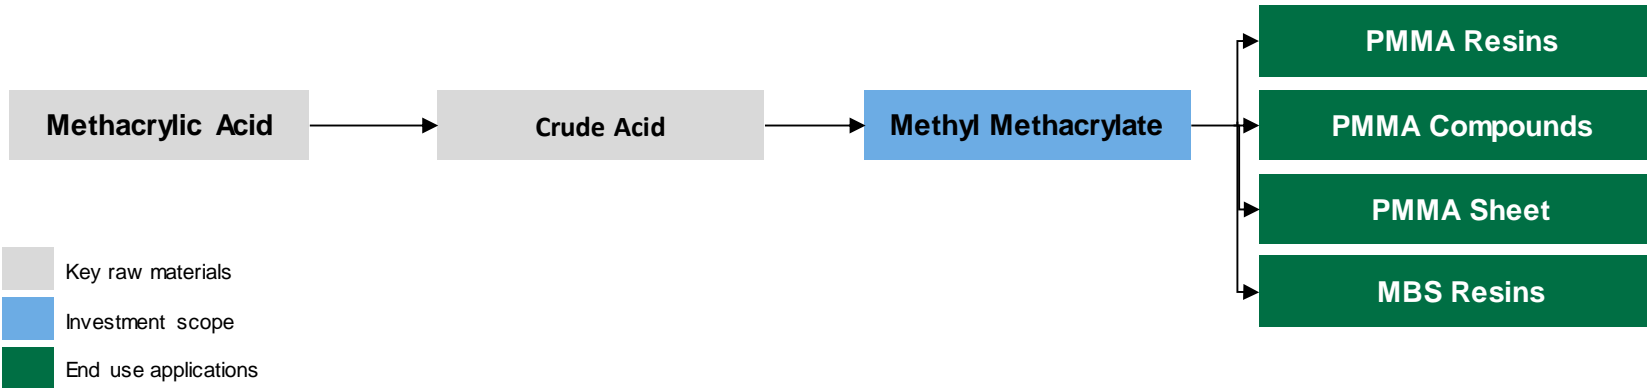 PMMA Resins
Methacrylic Acid
Crude Acid
Methyl Methacrylate
PMMA Compounds
PMMA Sheet
MBS Resins
Key raw materials
Investment scope
End use applications